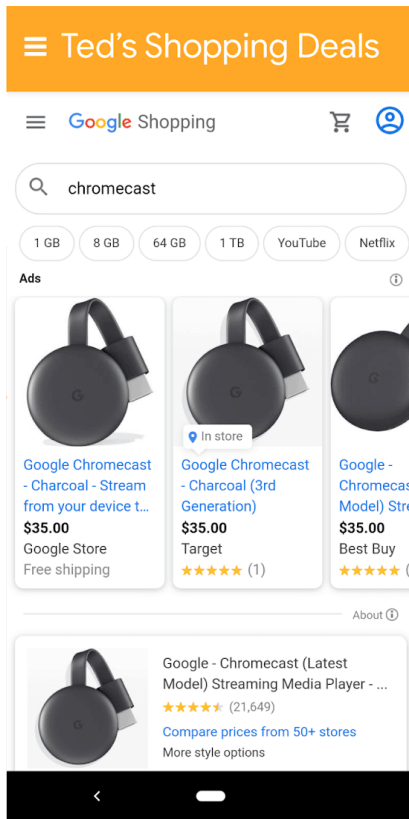 Ted's Shopping Deals
Google Shopping
chromecast
1 GB
8 GB
64 GB
1 TB
YouTube
Netflix
Ads
In store
Google Chromecast
- Charcoal - Stream
from your device t...
$35.00
Google Store
Free shipping
Google Chromecast
- Charcoal (3rd
Generation)
$35.00
Target
(1)
Google -
Chromecas
Model) Stre
$35.00
Best Buy
(
About
Google - Chromecast (Latest
Model) Streaming Media Player - ...
(21,649)
Compare prices from 50+ stores
More style options